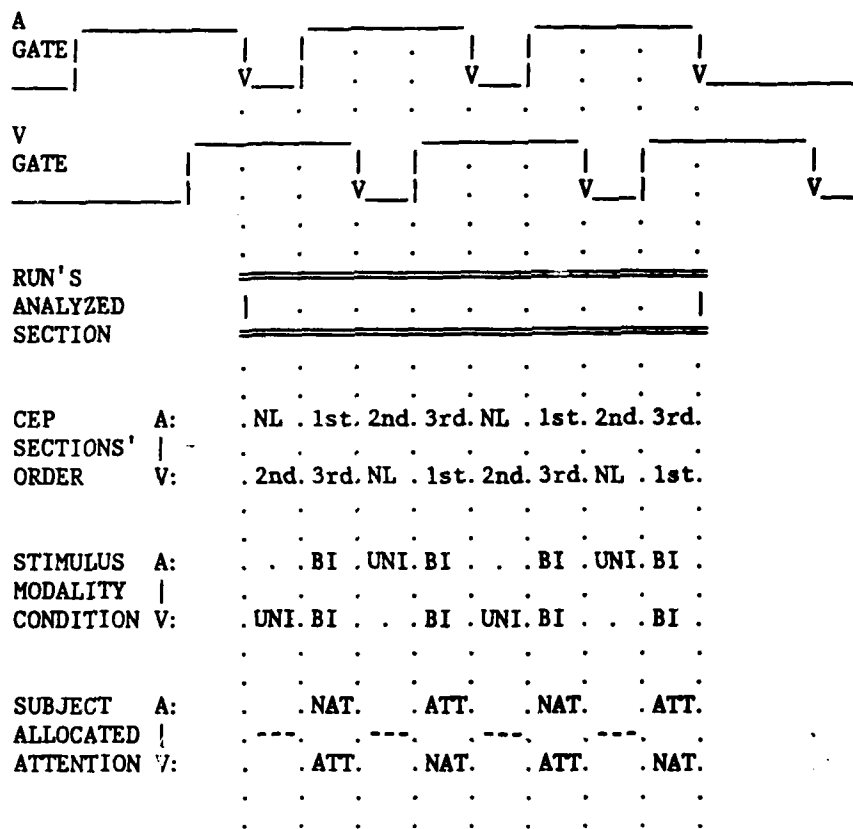 A
GATE
V V V
V
GATE
V V V
RUN'S
ANALYZED
SECTION
CEP A: .NL .1st.2nd.3rd.NL .1st.2nd.3rd.
SECTIONS' |
ORDER V: .2nd.3rd.NL .1st.2nd.3rd.NL .1st.
STIMULUS A: . . .BI .UNI.BI . . .BI .UNI.BI .
MODALITY |
CONDITION V: .UNI.BI . . .BI .UNI.BI . . .BI .
SUBJECT A: . .NAT. .ATT. .NAT. .ATT.
ALLOCATED | .---. .---. .---. .---. .
ATTENTION V: . .ATT. .NAT. .ATT. .NAT.